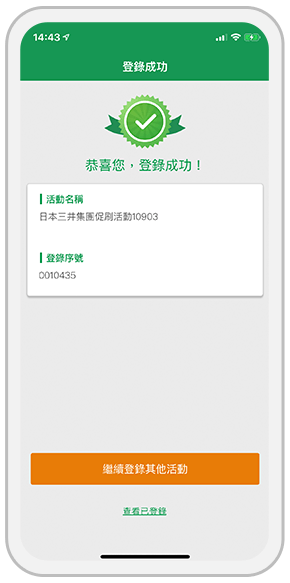 14:43
登錄成功
恭喜您，登錄成功！
活動名稱
日本三井集團促刷活動10903
登錄序號
0010435
繼續登錄其他活動
查看已登錄